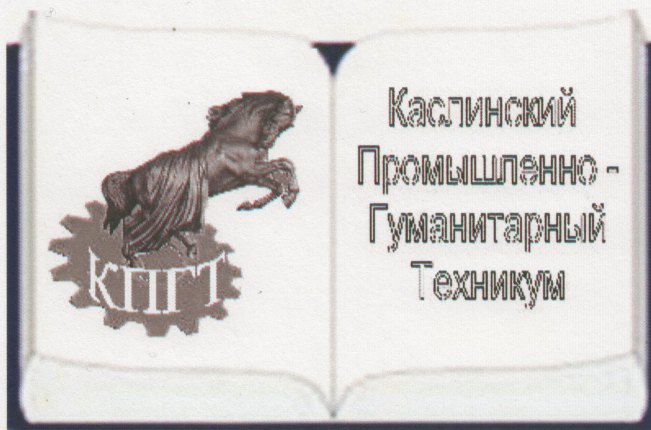 КПГТ
Каслинский
Промышленно -
Гуманитарный
Техникум